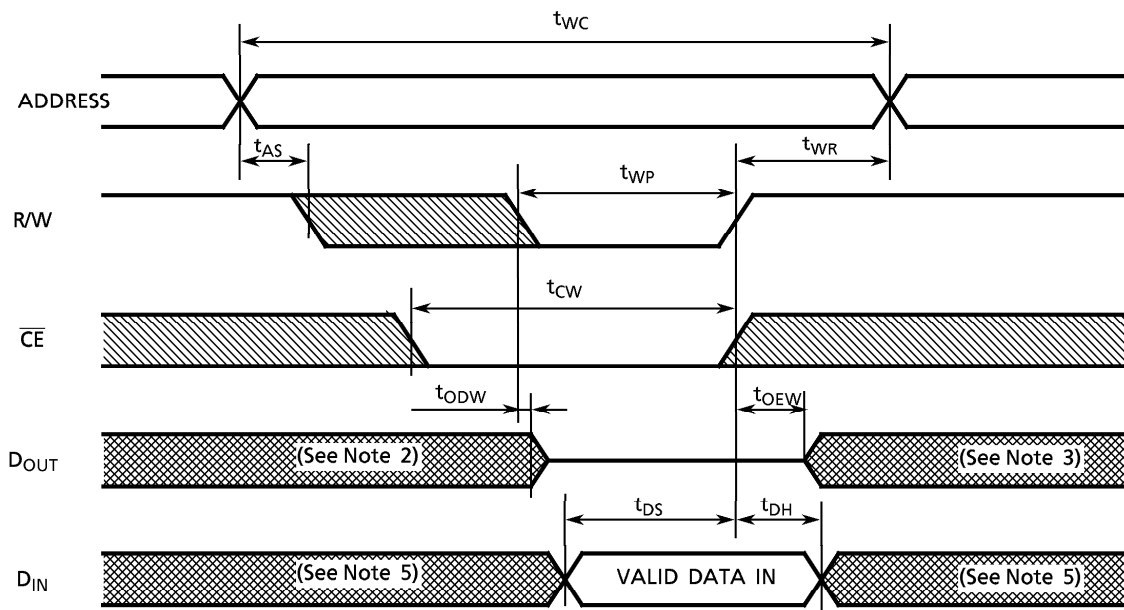 tWC
ADDRESS
tAS
tWR
tWP
R/W
tCW
CE
tODW
tOEW
DOUT
(See Note 2)
(See Note 3)
tDS
tDH
DIN
(See Note 5)
VALID DATA IN
(See Note 5)